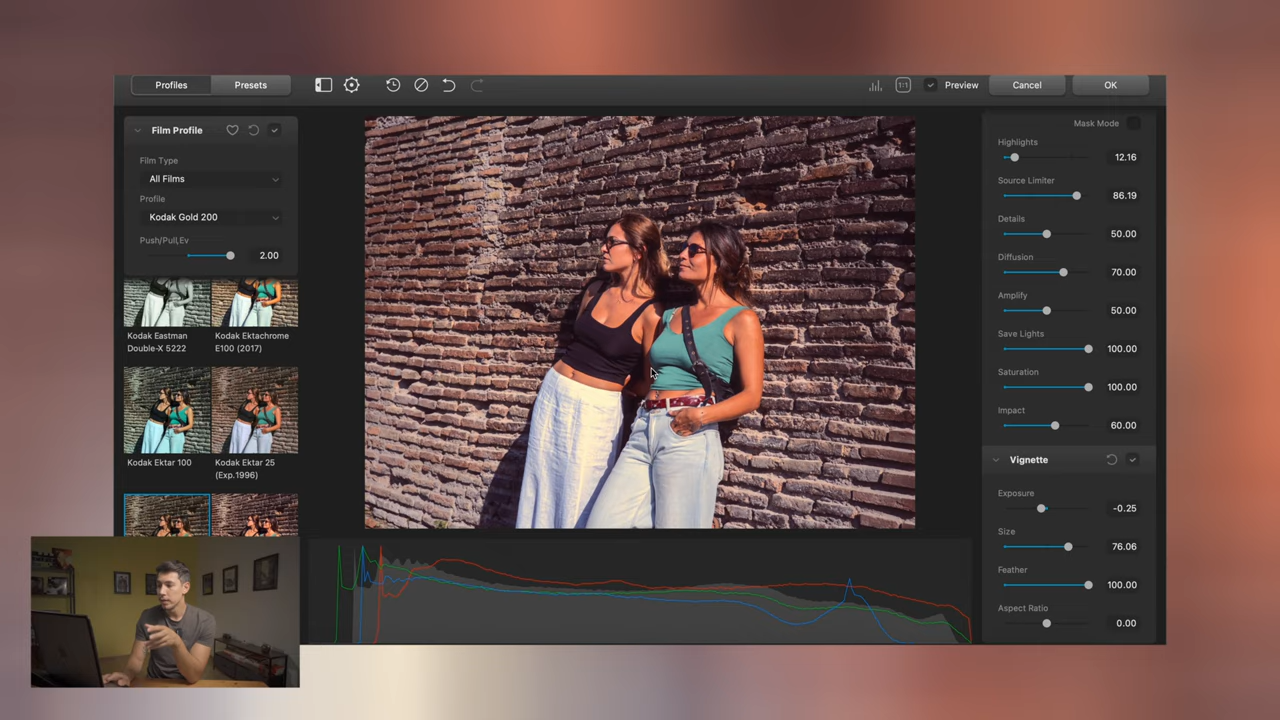 Profiles
Presets
1:1
Preview
Cancel
OK
Film Profile
Film Type
All Films
Profile
Kodak Gold 200
Push/Pull,Ev
2.00
Kodak Eastman
Double-X 5222
Kodak Ektachrome
E100 (2017)
Kodak Ektar 100
Kodak Ektar 25
(Exp.1996)
Mask Mode
Highlights
12.16
Source Limiter
86.19
Details
50.00
Diffusion
70.00
Amplify
50.00
Save Lights
100.00
Saturation
100.00
Impact
60.00
Vignette
Exposure
-0.25
Size
76.06
Feather
100.00
Aspect Ratio
0.00